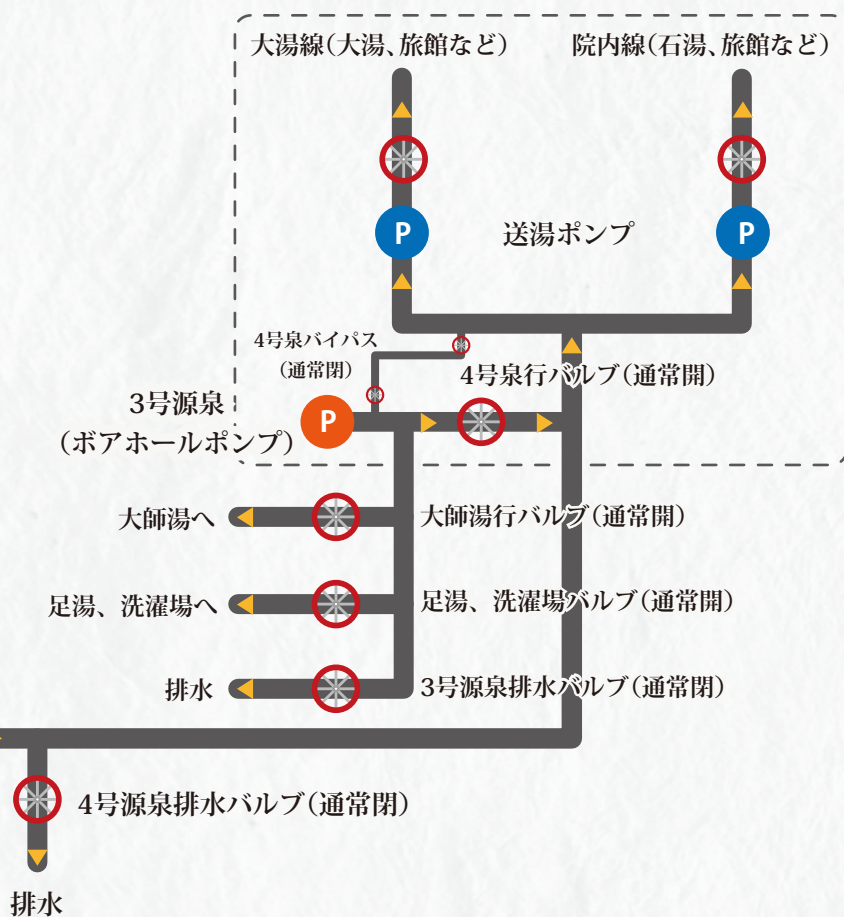 大湯線(大湯、旅館など)
院内線(石湯、旅館など)
P
送湯ポンプ
P
4号泉バイパス
(通常閉)
4号泉行バルブ(通常開)
3号源泉
(ボアホールポンプ)
P
大師湯へ
大師湯行バルブ(通常開)
足湯、洗濯場へ
足湯、洗濯場バルブ(通常開)
排水
3号源泉排水バルブ(通常閉)
4号源泉排水バルブ(通常閉)
排水